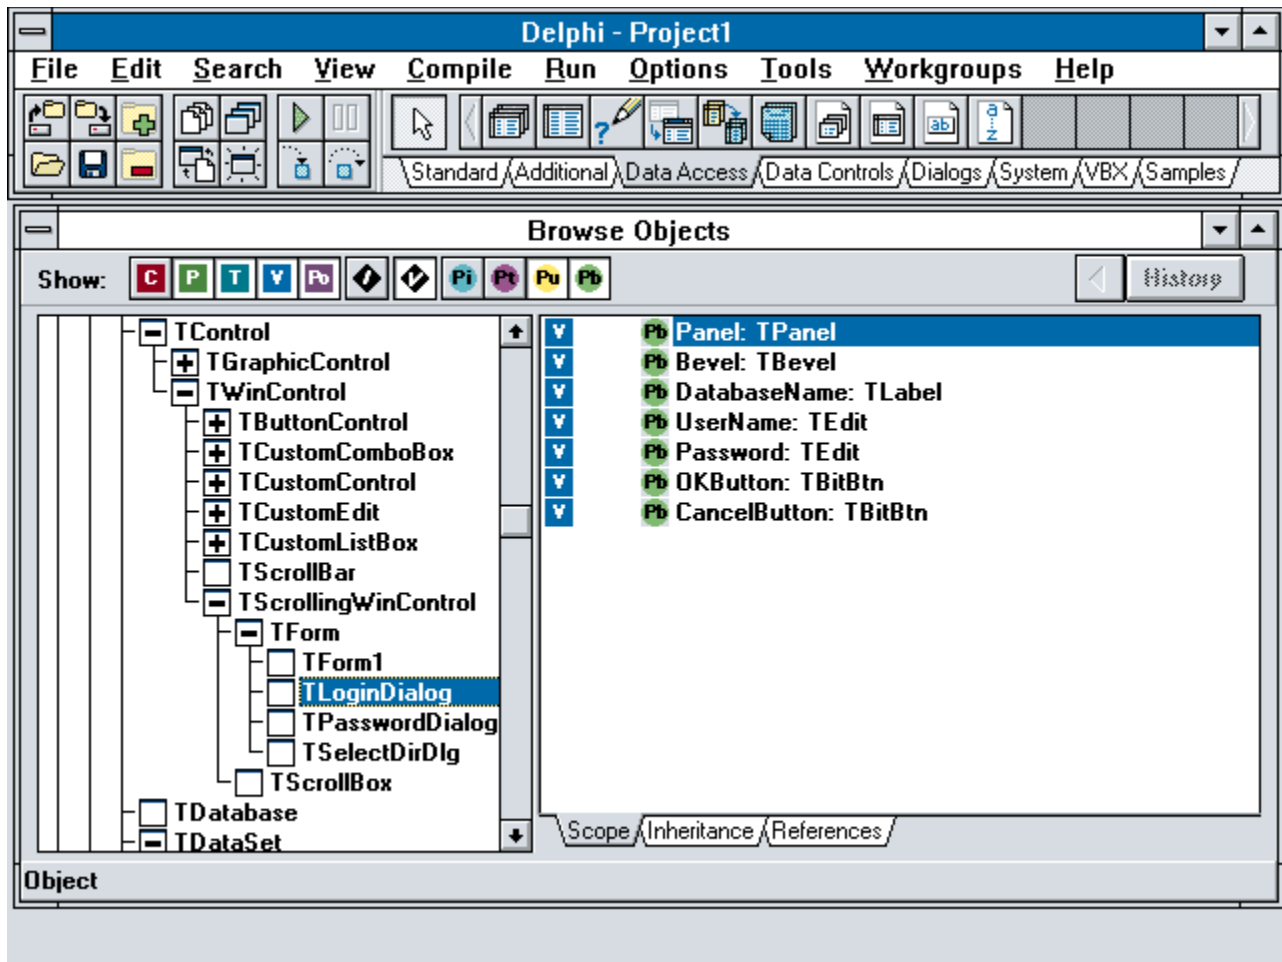 Delphi - Project1
File Edit Search View Compile Run Options Tools Workgroups Help
Standard Additional Data Access Data Controls Dialogs System VBX Samples
Browse Objects
Show: C P T V Po Pi Pt Pu Pb History
TControl
TGraphicControl
TWinControl
TButtonControl
TCustomComboBox
TCustomControl
TCustomEdit
TCustomListBox
TScrollBar
TScrollingWinControl
TForm
TForm1
TLoginDialog
TPasswordDialog
TSelectDirDlg
TScrollBox
TDatabase
TDataSet
V Pb Panel: TPanel
V Pb Bevel: TBevel
V Pb DatabaseName: TLabel
V Pb UserName: TEdit
V Pb Password: TEdit
V Pb OKButton: TBitBtn
V Pb CancelButton: TBitBtn
Scope Inheritance References
Object